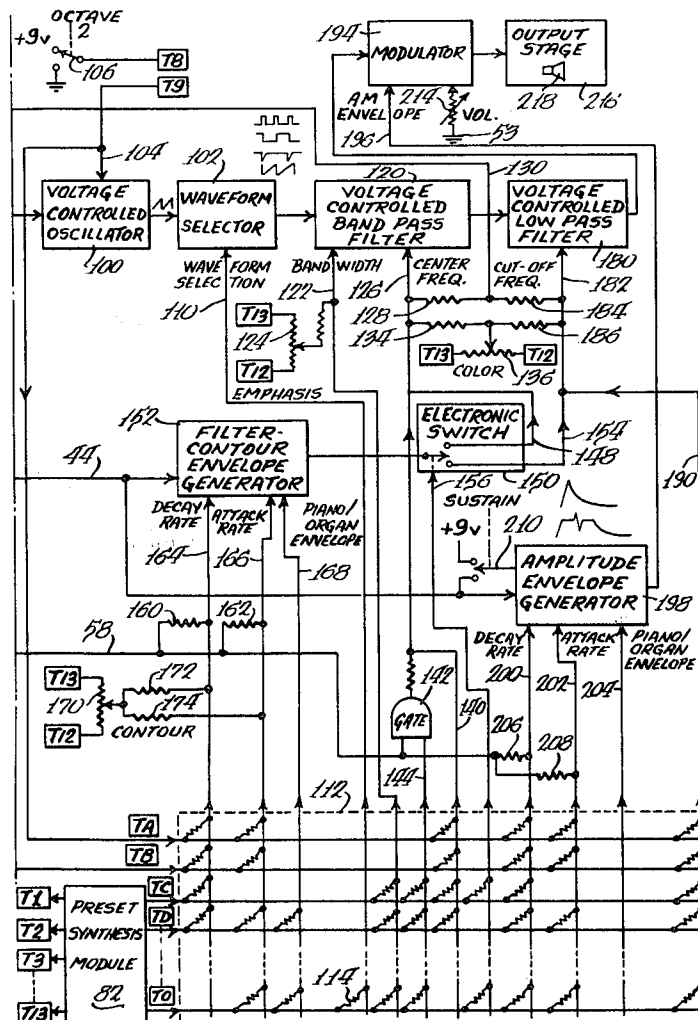 OCTAVE
2
+9v
106
T8
T9
104
194
MODULATOR
OUTPUT
STAGE
218
216
AM
ENVELOPE
214
VOL.
196
53
102
120
130
VOLTAGE
CONTROLLED
OSCILLATOR
100
WAVEFORM
SELECTOR
VOLTAGE
CONTROLLED
BAND PASS
FILTER
VOLTAGE
CONTROLLED
LOW PASS
FILTER
180
WAVE FORM
SELECTION
110
BANDWIDTH
122
CENTER
FREQ.
126
CUT-OFF
FREQ.
182
128
184
134
186
T13
124
T12
EMPHASIS
T13
T12
136
COLOR
152
FILTER-
CONTOUR
ENVELOPE
GENERATOR
ELECTRONIC
SWITCH
154
148
150
156
190
44
DECAY
RATE
ATTACK
RATE
PIANO/
ORGAN
ENVELOPE
164
166
168
SUSTAIN
+9v
210
AMPLITUDE
ENVELOPE
GENERATOR
198
160
162
58
DECAY
RATE
ATTACK
RATE
PIANO/
ORGAN
ENVELOPE
200
202
204
T13
170
T12
172
174
CONTOUR
142
GATE
140
144
206
208
112
TA
TB
T1
TC
T2
TD
T3
T13
TO
PRESET
SYNTHESIS
MODULE
82
114